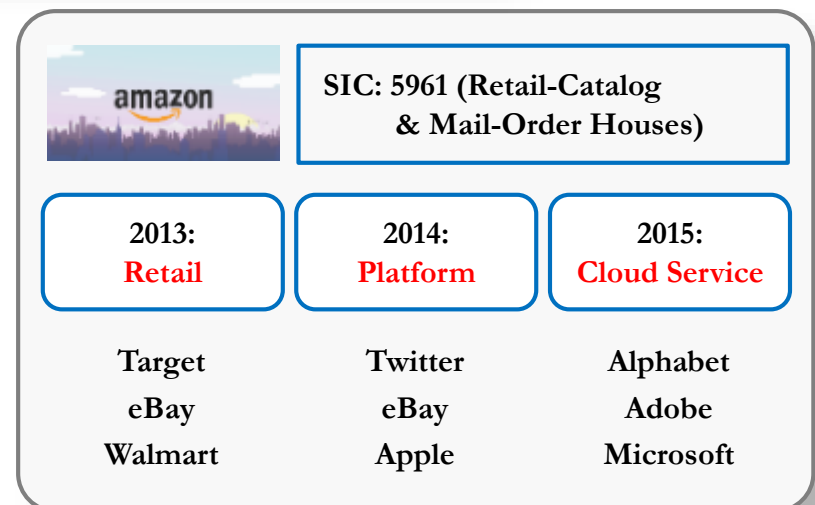 amazon
SIC: 5961 (Retail-Catalog
& Mail-Order Houses)
2013:
Retail
2014:
Platform
2015:
Cloud Service
Target
eBay
Walmart
Twitter
eBay
Apple
Alphabet
Adobe
Microsoft